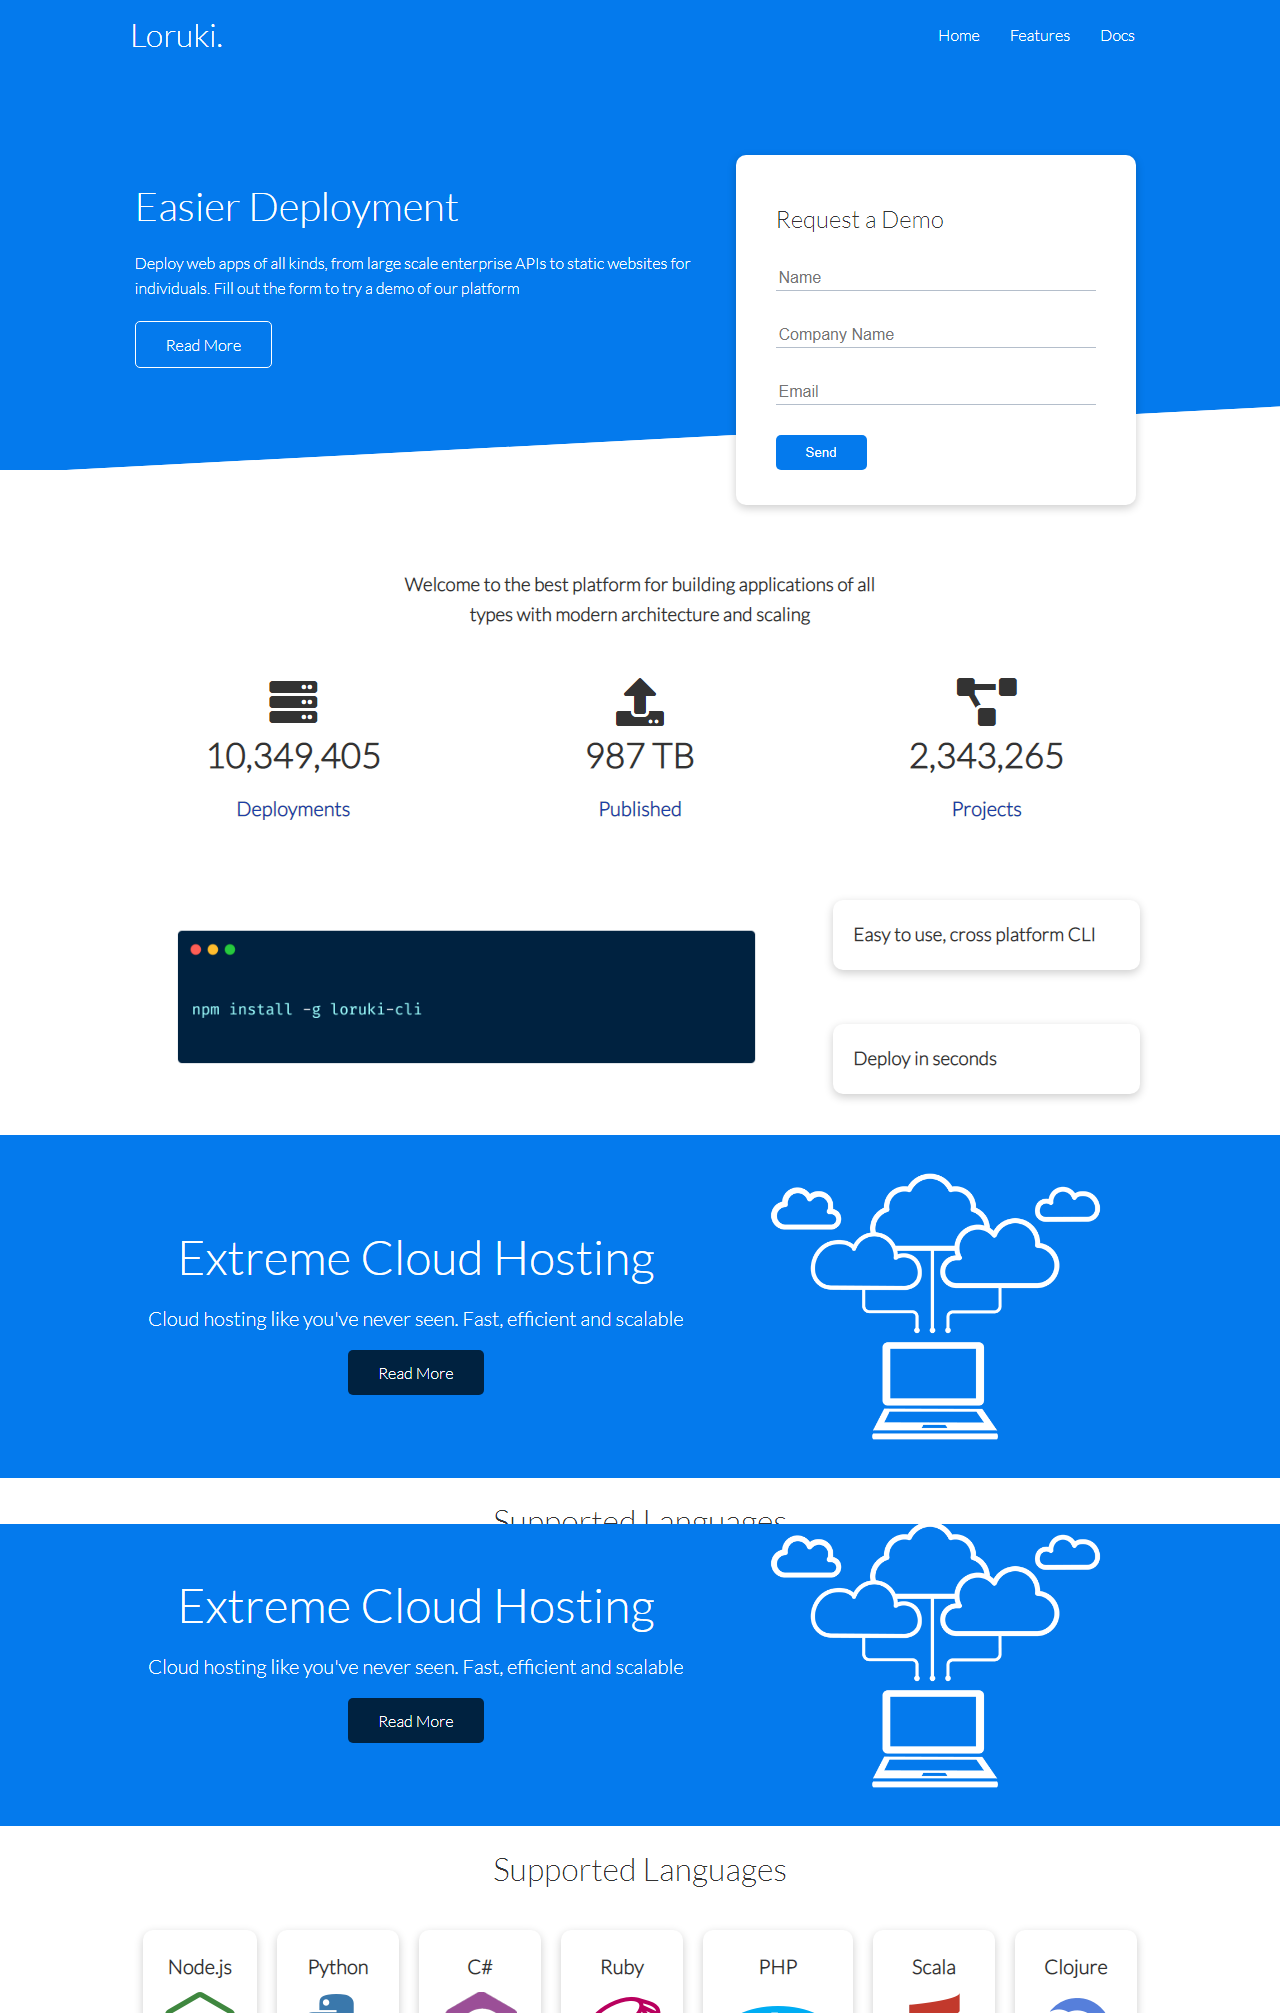 Loruki.
Home Features Docs
Easier Deployment
Deploy web apps of all kinds, from large scale enterprise APIs to static websites for
individuals. Fill out the form to try a demo of our platform
Read More
Request a Demo
Name
Company Name
Email
Send
Welcome to the best platform for building applications of all
types with modern architecture and scaling
10,349,405
Deployments
987 TB
Published
2,343,265
Projects
npm install -g loruki-cli
Easy to use, cross platform CLI
Deploy in seconds
Extreme Cloud Hosting
Cloud hosting like you've never seen. Fast, efficient and scalable
Read More
Supported Languages
Extreme Cloud Hosting
Cloud hosting like you've never seen. Fast, efficient and scalable
Read More
Supported Languages
Node.js
Python
C#
Ruby
PHP
Scala
Clojure